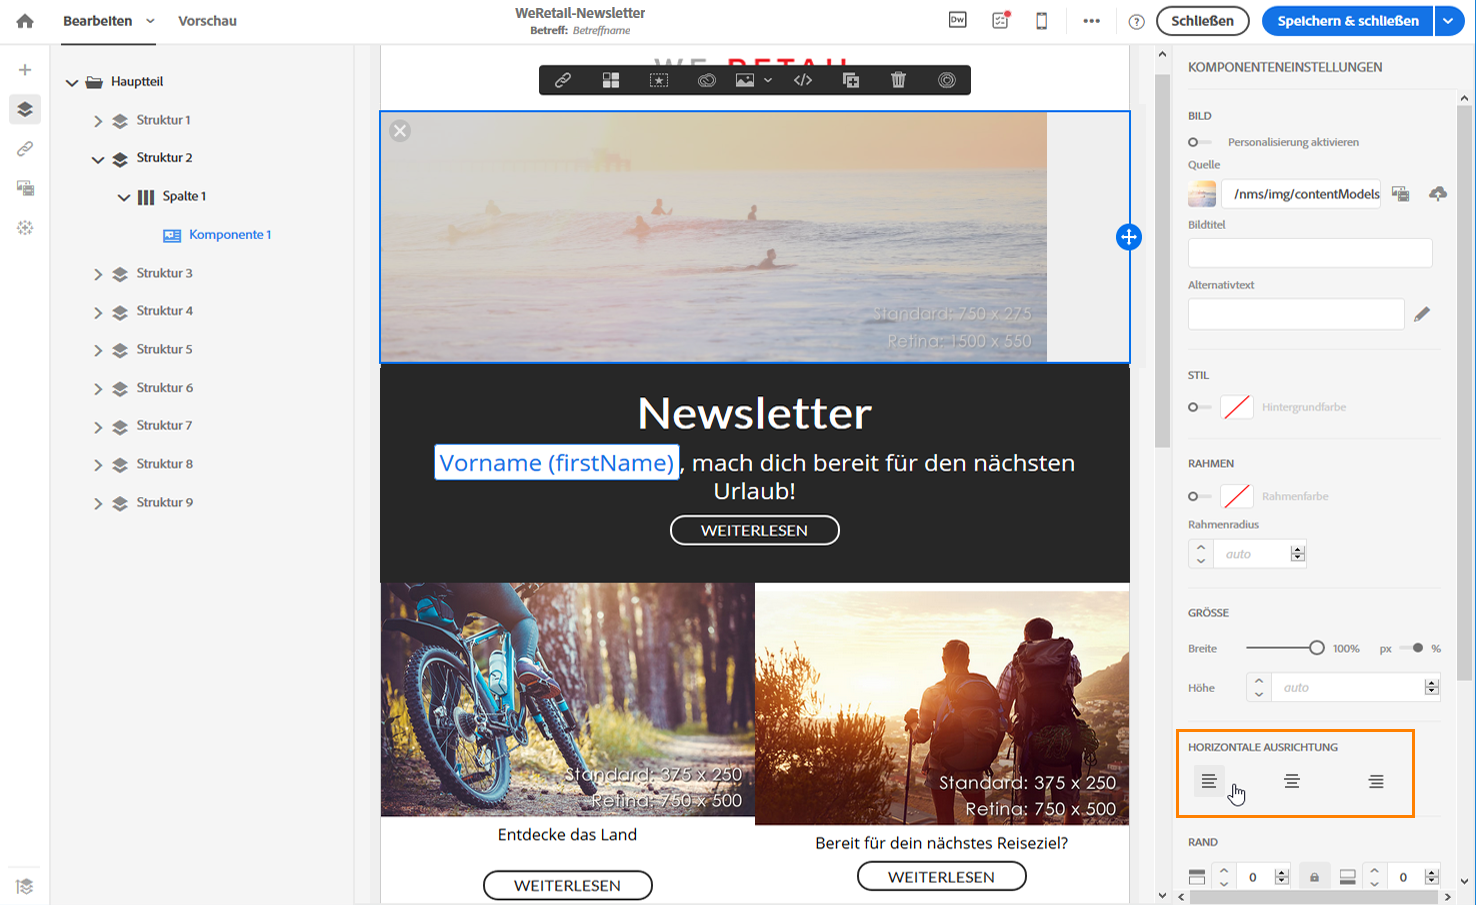 Bearbeiten
Vorschau
WeRetail-Newsletter
Betreff: Betreffname
Dw
?
Schließen
Speichern & schließen
Hauptteil
Struktur 1
Struktur 2
Spalte 1
Komponente 1
Struktur 3
Struktur 4
Struktur 5
Struktur 6
Struktur 7
Struktur 8
Struktur 9
WE RETAIL
Standard: 750 x 275
Retina: 1500 x 550
Newsletter
Vorname (firstName) , mach dich bereit für den nächsten
Urlaub!
WEITERLESEN
Standard: 375 x 250
Retina: 750 x 500
Entdecke das Land
WEITERLESEN
Standard: 375 x 250
Retina: 750 x 500
Bereit für dein nächstes Reiseziel?
WEITERLESEN
KOMPONENTENEINSTELLUNGEN
BILD
Personalisierung aktivieren
Quelle
/nms/img/contentModels
Bildtitel
Alternativtext
STIL
Hintergrundfarbe
RAHMEN
Rahmenfarbe
Rahmenradius
auto
GRÖSSE
Breite 100% px %
Höhe auto
HORIZONTALE AUSRICHTUNG
RAND
0 0